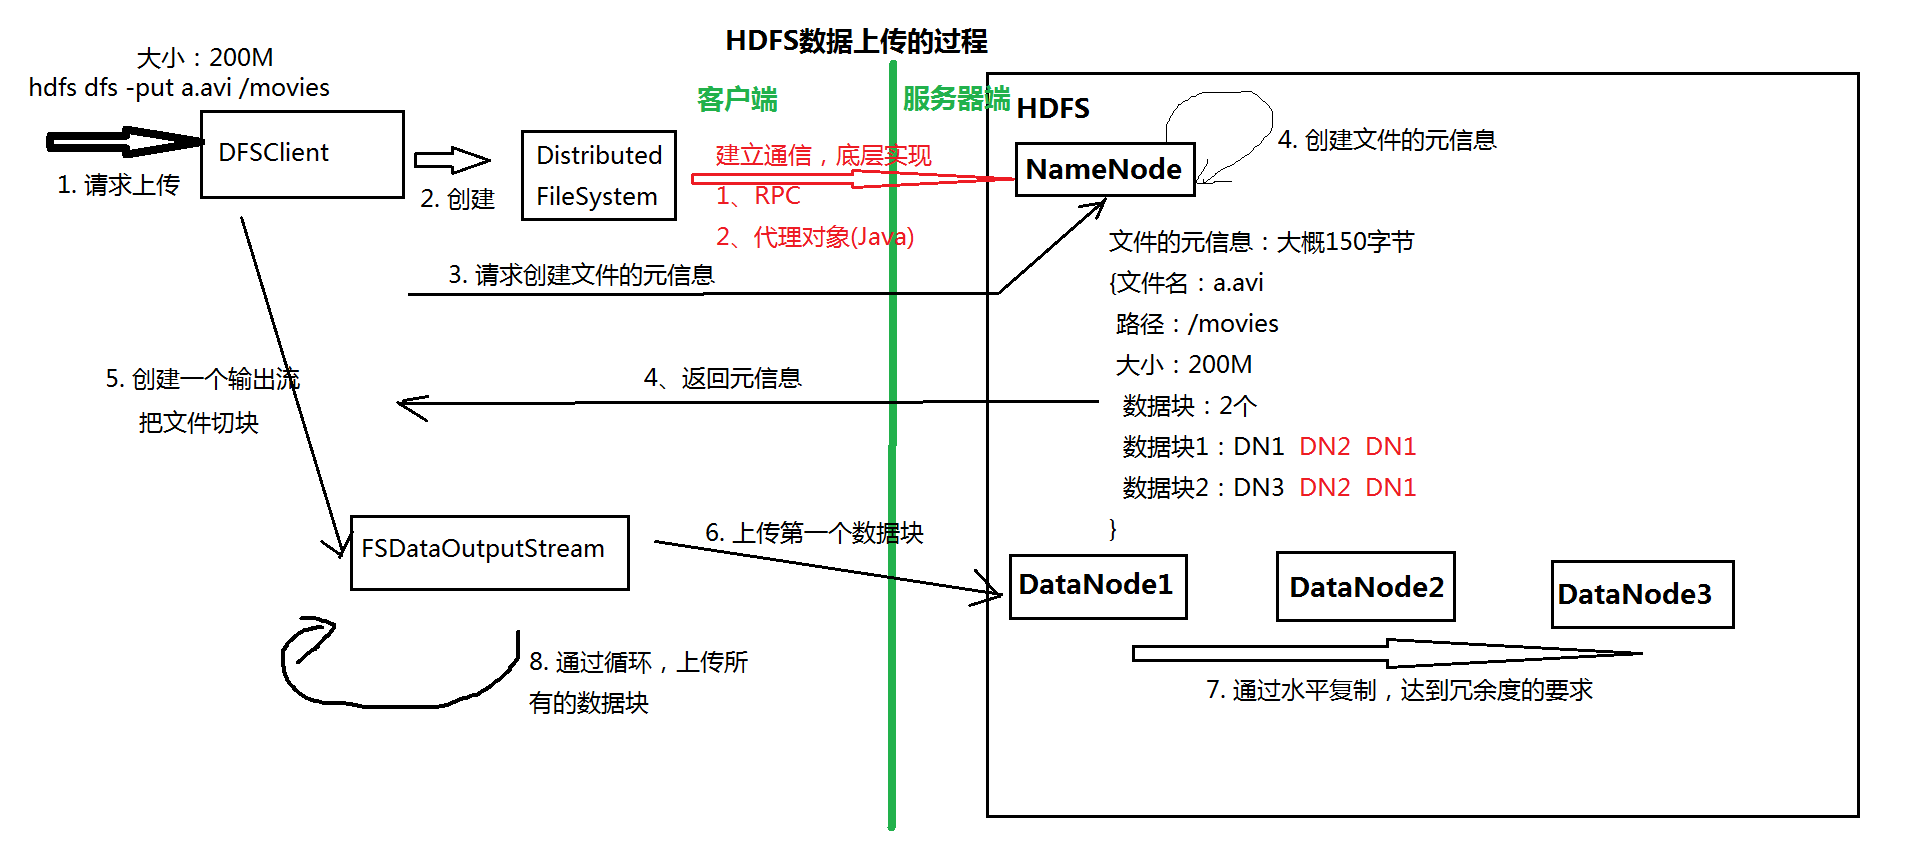 HDFS数据上传的过程
大小：200M
hdfs dfs -put a.avi /movies
客户端
服务器端
HDFS
DFSClient
1. 请求上传
2. 创建
Distributed
FileSystem
建立通信，底层实现
1、RPC
2、代理对象(Java)
NameNode
4. 创建文件的元信息
3. 请求创建文件的元信息
文件的元信息：大概150字节
{文件名：a.avi
路径：/movies
大小：200M
数据块：2个
数据块1：DN1 DN2 DN1
数据块2：DN3 DN2 DN1
}
4、返回元信息
5. 创建一个输出流
把文件切块
FSDataOutputStream
6. 上传第一个数据块
DataNode1
DataNode2
DataNode3
7. 通过水平复制，达到冗余度的要求
8. 通过循环，上传所
有的数据块